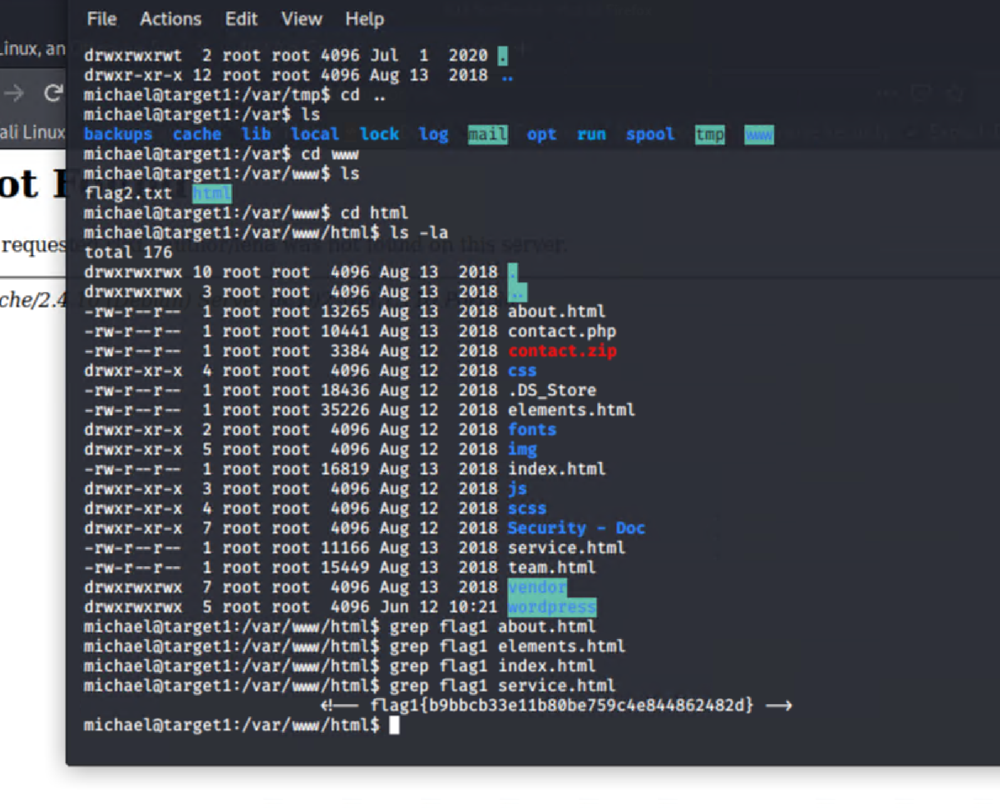 File Actions Edit View Help
Linux, an
drwxrwxrwt 2 root root 4096 Jul 1 2020 .
drwxr-xr-x 12 root root 4096 Aug 13 2018 ..
michael@target1:/var/tmp$ cd ..
michael@target1:/var$ ls
ali Linux
backups cache lib local lock log mail opt run spool tmp www
michael@target1:/var$ cd www
michael@target1:/var/www$ ls
ot F
flag2.txt html
michael@target1:/var/www$ cd html
michael@target1:/var/www/html$ ls -la
requeste author/lena was not found on this server.
total 176
drwxrwxrwx 10 root root 4096 Aug 13 2018 .
drwxrwxrwx 3 root root 4096 Aug 13 2018 ..
che/2.4
-rw-r--r-- 1 root root 13265 Aug 13 2018 about.html
-rw-r--r-- 1 root root 10441 Aug 13 2018 contact.php
-rw-r--r-- 1 root root 3384 Aug 12 2018 contact.zip
drwxr-xr-x 4 root root 4096 Aug 12 2018 css
-rw-r--r-- 1 root root 18436 Aug 12 2018 .DS_Store
-rw-r--r-- 1 root root 35226 Aug 12 2018 elements.html
drwxr-xr-x 2 root root 4096 Aug 12 2018 fonts
drwxr-xr-x 5 root root 4096 Aug 12 2018 img
-rw-r--r-- 1 root root 16819 Aug 13 2018 index.html
drwxr-xr-x 3 root root 4096 Aug 12 2018 js
drwxr-xr-x 4 root root 4096 Aug 12 2018 scss
drwxr-xr-x 7 root root 4096 Aug 12 2018 Security - Doc
-rw-r--r-- 1 root root 11166 Aug 13 2018 service.html
-rw-r--r-- 1 root root 15449 Aug 13 2018 team.html
drwxrwxrwx 7 root root 4096 Aug 13 2018 vendor
drwxrwxrwx 5 root root 4096 Jun 12 10:21 wordpress
michael@target1:/var/www/html$ grep flag1 about.html
michael@target1:/var/www/html$ grep flag1 elements.html
michael@target1:/var/www/html$ grep flag1 index.html
michael@target1:/var/www/html$ grep flag1 service.html
<!-- flag1{b9bbcb33e11b80be759c4e844862482d} -->
michael@target1:/var/www/html$